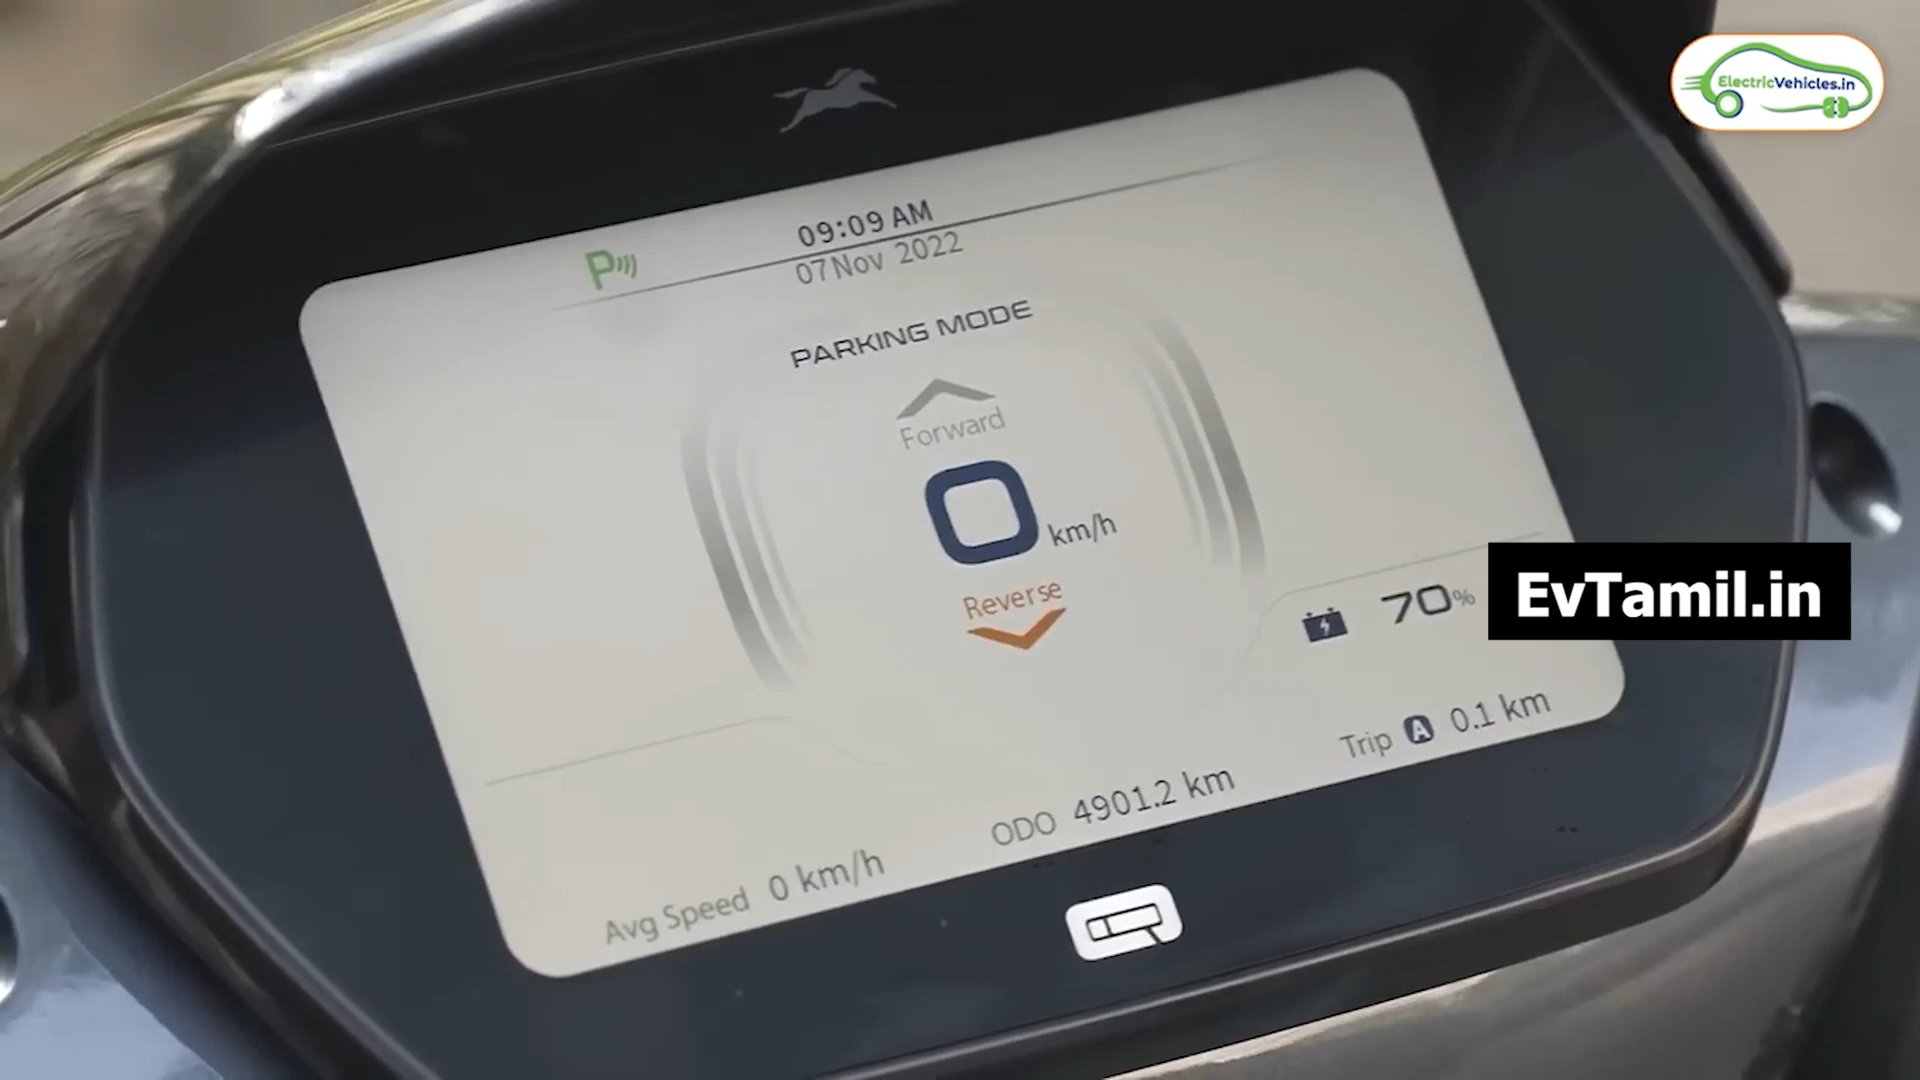 ElectricVehicles.in
09:09 AM
07 Nov 2022
P
PARKING MODE
Forward
0 km/h
Reverse
70%
EvTamil.in
Trip A 0.1 km
ODO 4901.2 km
Avg Speed 0 km/h